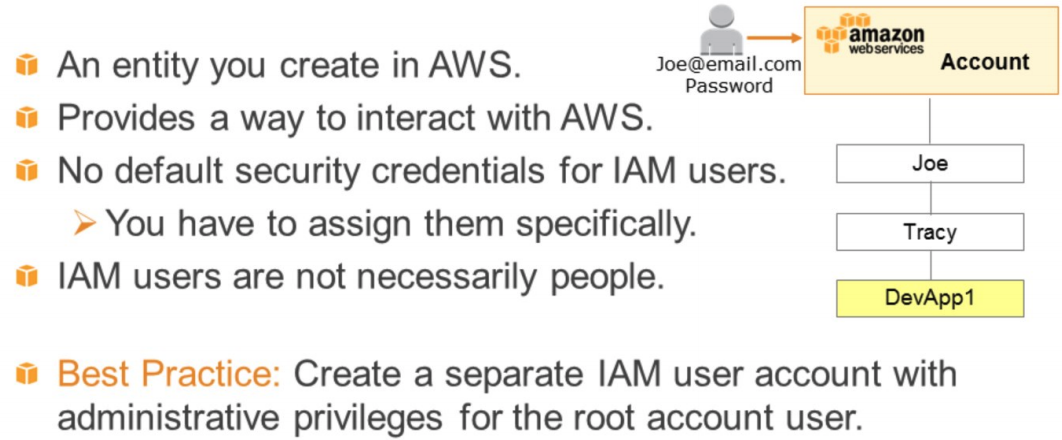 An entity you create in AWS.
Provides a way to interact with AWS.
No default security credentials for IAM users.
You have to assign them specifically.
IAM users are not necessarily people.
Best Practice: Create a separate IAM user account with
administrative privileges for the root account user.
Joe@email.com
Password
amazon
webservices
Account
Joe
Tracy
DevApp1